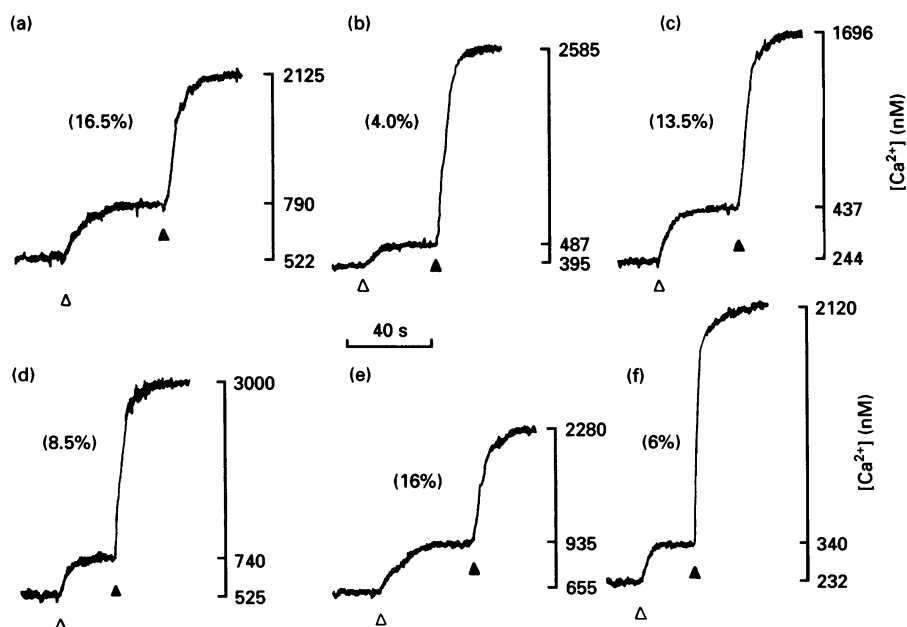 (a)
(16.5%)
2125
790
522
(b)
(4.0%)
2585
487
395
(c)
(13.5%)
1696
437
244
[Ca²⁺] (nM)
40 s
(d)
(8.5%)
3000
740
525
(e)
(16%)
2280
935
655
(f)
(6%)
2120
340
232
[Ca²⁺] (nM)